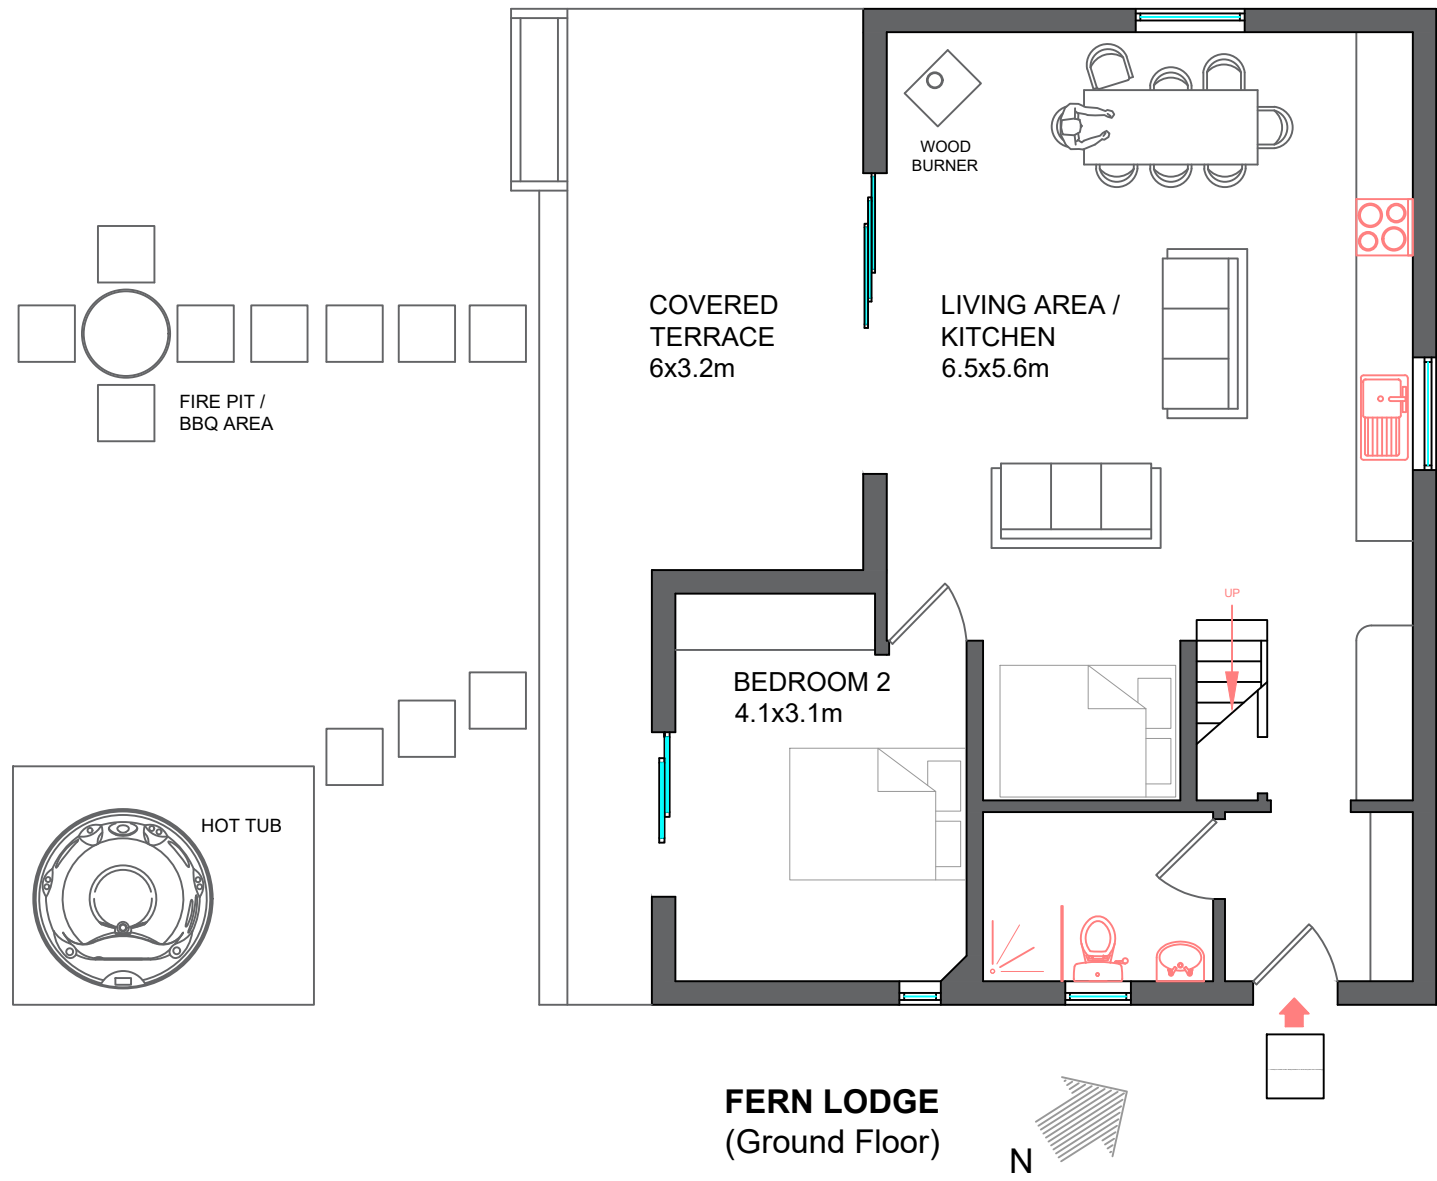 WOOD
BURNER
COVERED
TERRACE
6x3.2m
LIVING AREA /
KITCHEN
6.5x5.6m
FIRE PIT /
BBQ AREA
UP
BEDROOM 2
4.1x3.1m
HOT TUB
FERN LODGE
(Ground Floor)
N